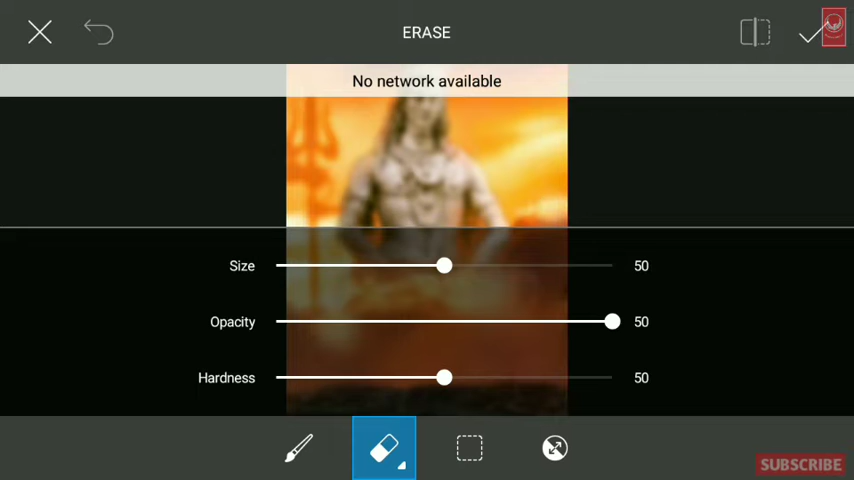 ERASE
No network available
Size 50
Opacity 50
Hardness 50
SUBSCRIBE